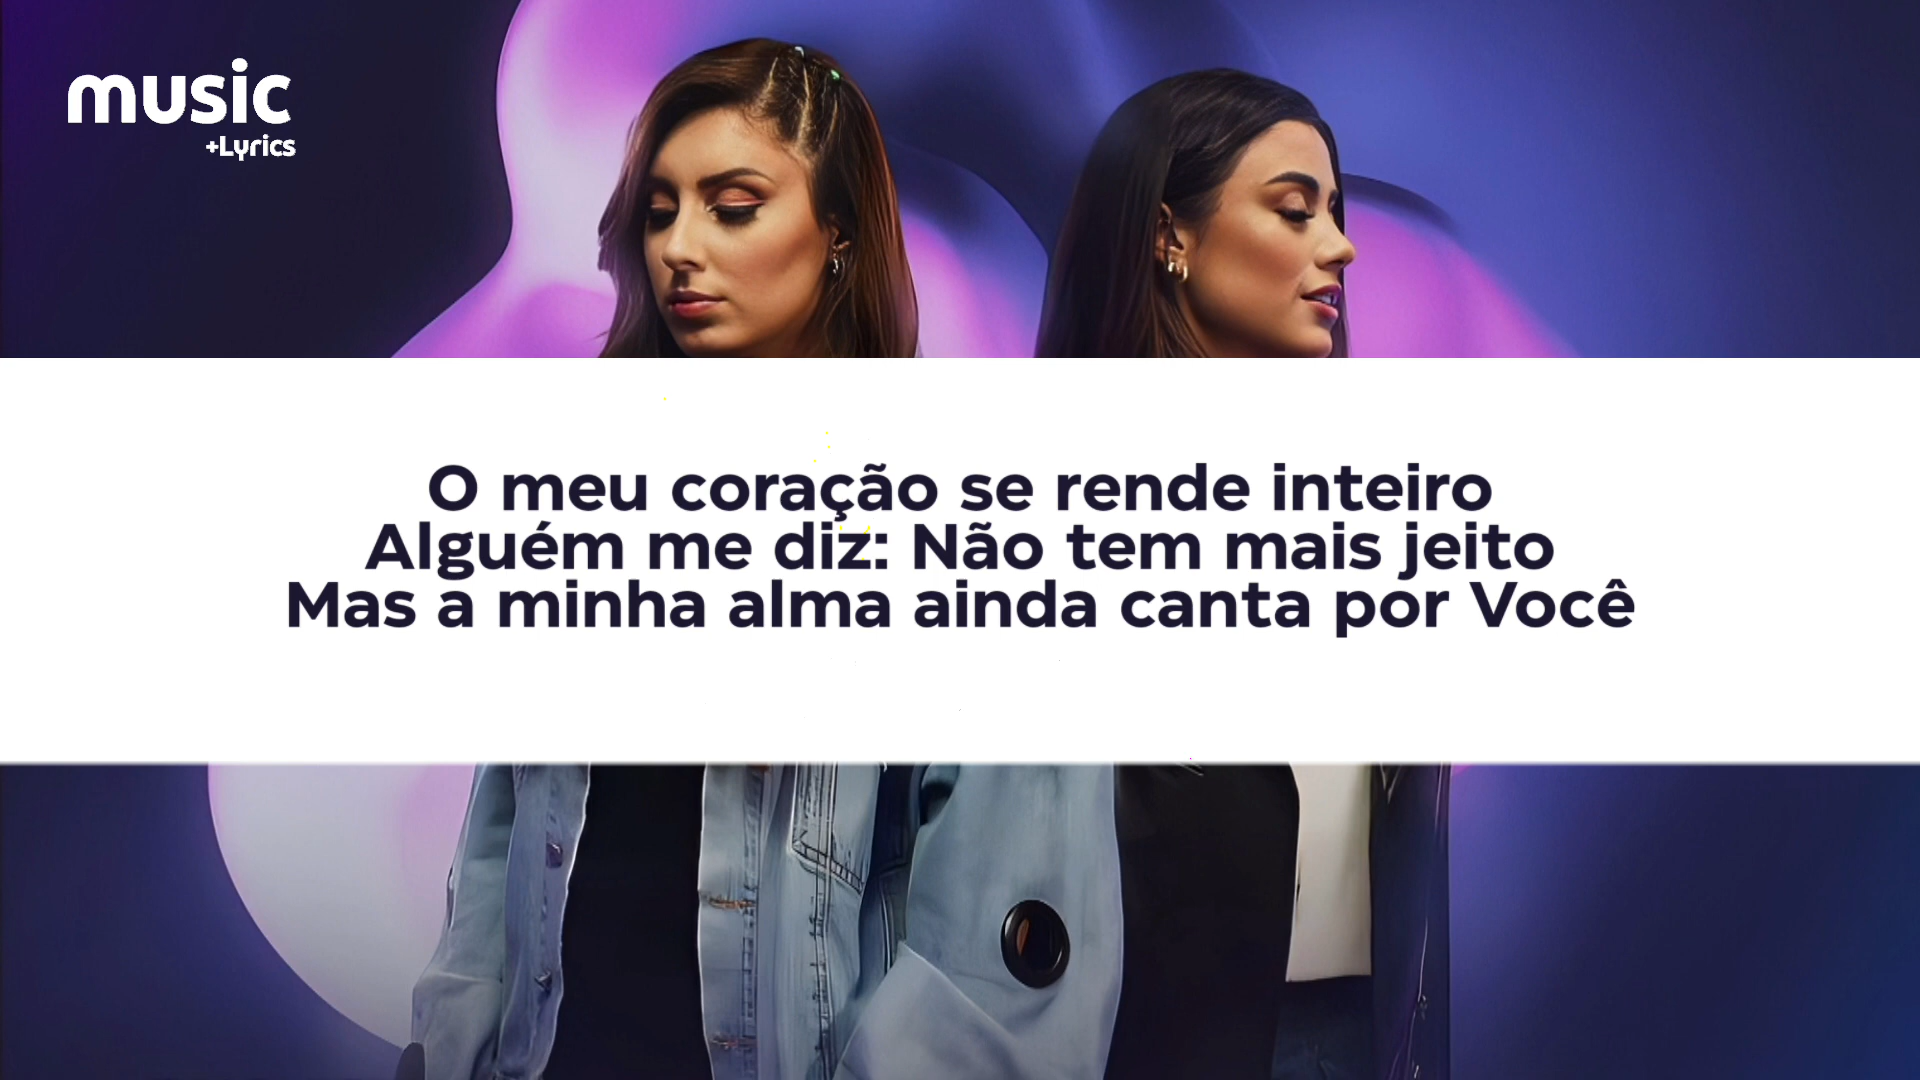 music
+Lyrics
O meu coração se rende inteiro
Alguém me diz: Não tem mais jeito
Mas a minha alma ainda canta por Você